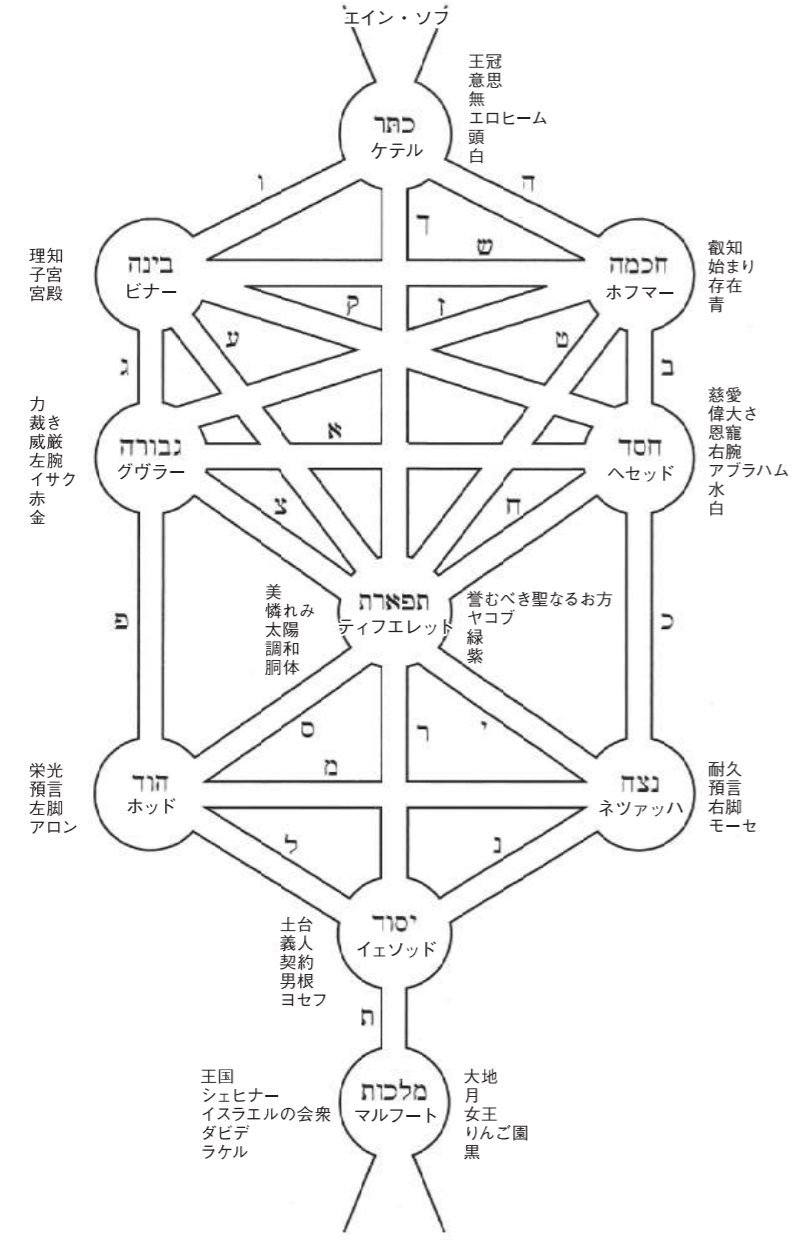 エイン・ソフ
王冠
意思
無
エロヒーム
頭
白
כתר
ケテル
ו
ה
ד
ש
בינה
ビナー
理知
子宮
宮殿
חכמה
ホフマー
叡知
始まり
存在
青
ק
ז
ע
ט
ג
ב
力
裁き
威厳
左腕
イサク
赤
金
גבורה
グヴラー
א
חסד
ヘセッド
慈愛
偉大さ
恩寵
右腕
アブラハム
水
白
צ
ח
美
憐れみ
太陽
調和
胴体
תפארת
ティフエレット
誉むべき聖なるお方
ヤコブ
緑
紫
פ
כ
ס
ר
י
מ
栄光
預言
左脚
アロン
הוד
ホッド
נצח
ネツァッハ
耐久
預言
右脚
モーセ
ל
נ
יסוד
イェソッド
土台
義人
契約
男根
ヨセフ
ת
王国
シェヒナー
イスラエルの会衆
ダビデ
ラケル
מלכות
マルフート
大地
月
女王
りんご園
黒